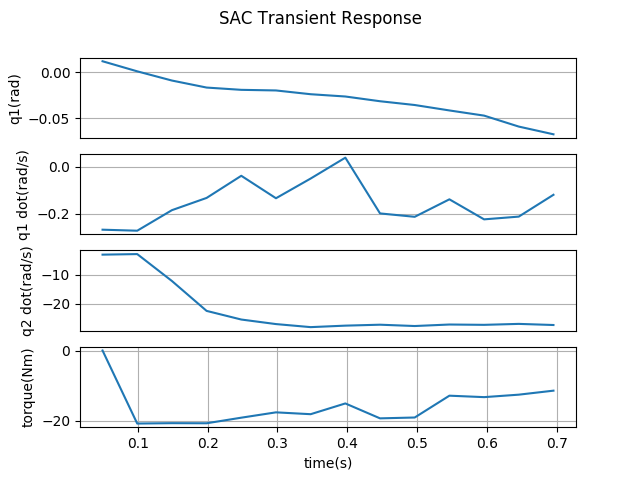 SAC Transient Response
0.00
−0.05
q1(rad)
0.0
−0.2
q1 dot(rad/s)
−10
−20
q2 dot(rad/s)
0
−20
torque(Nm)
0.1 0.2 0.3 0.4 0.5 0.6 0.7
time(s)